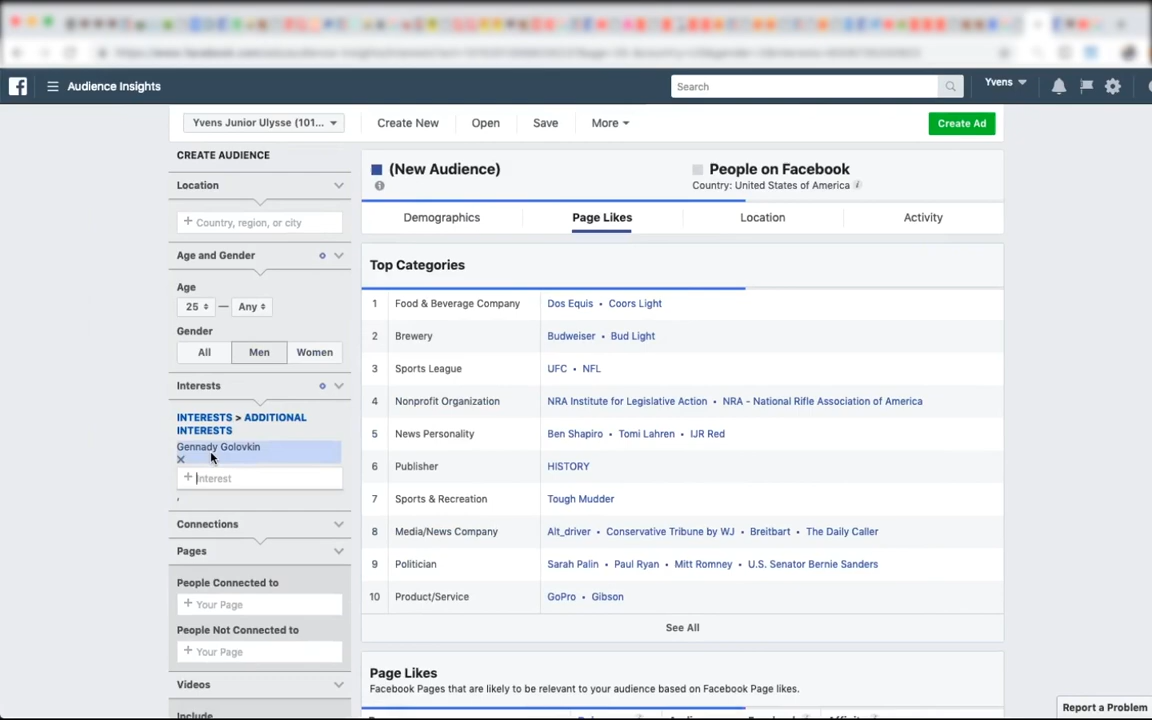 Audience Insights
Search
Yvens
Yvens Junior Ulysse (101...
Create New
Open
Save
More
Create Ad
CREATE AUDIENCE
Location
+ Country, region, or city
Age and Gender
Age
25 — Any
Gender
All
Men
Women
Interests
INTERESTS > ADDITIONAL
INTERESTS
Gennady Golovkin
+ Interest
Connections
Pages
People Connected to
+ Your Page
People Not Connected to
+ Your Page
Videos
Include
(New Audience)
People on Facebook
Country: United States of America
Demographics
Page Likes
Location
Activity
Top Categories
1 Food & Beverage Company Dos Equis • Coors Light
2 Brewery Budweiser • Bud Light
3 Sports League UFC • NFL
4 Nonprofit Organization NRA Institute for Legislative Action • NRA - National Rifle Association of America
5 News Personality Ben Shapiro • Tomi Lahren • IJR Red
6 Publisher HISTORY
7 Sports & Recreation Tough Mudder
8 Media/News Company Alt_driver • Conservative Tribune by WJ • Breitbart • The Daily Caller
9 Politician Sarah Palin • Paul Ryan • Mitt Romney • U.S. Senator Bernie Sanders
10 Product/Service GoPro • Gibson
See All
Page Likes
Facebook Pages that are likely to be relevant to your audience based on Facebook Page likes.
Report a Problem